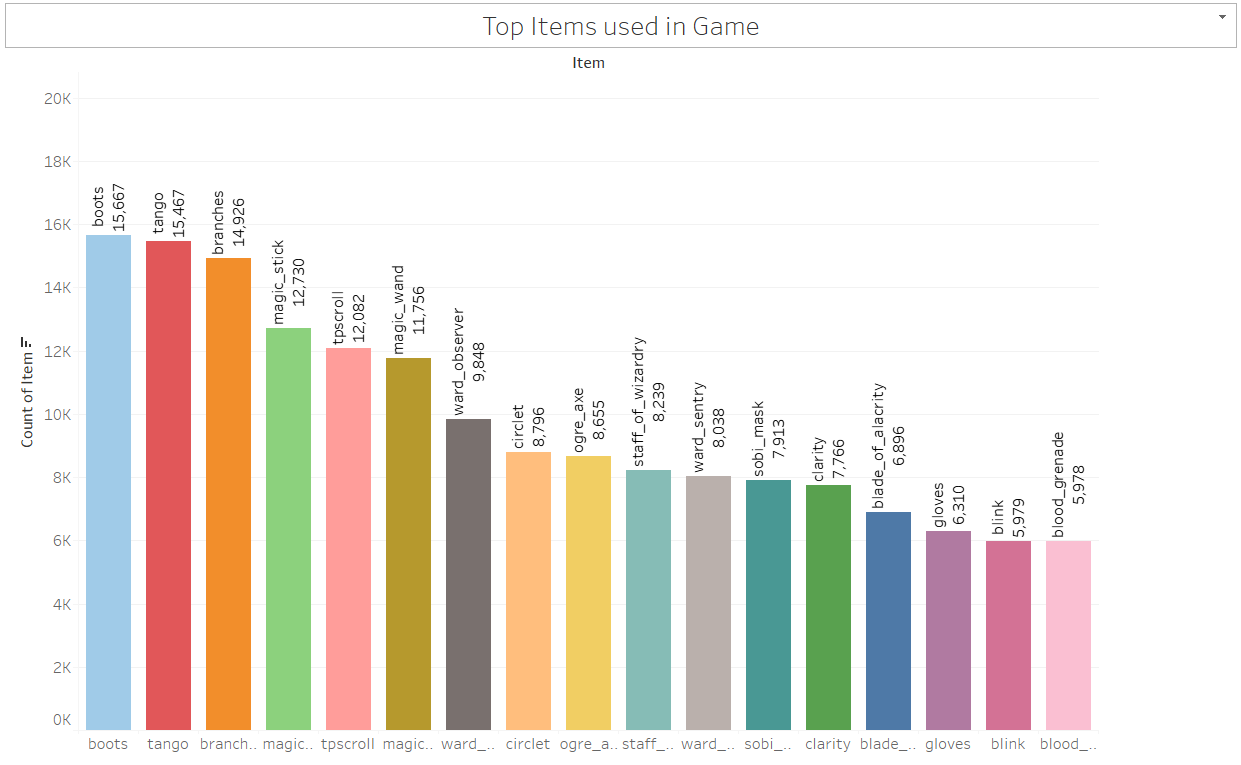 Top Items used in Game
Item
Count of Item
20K
18K
16K
14K
12K
10K
8K
6K
4K
2K
0K
boots
15,667
tango
15,467
branches
14,926
magic_stick
12,730
tpscroll
12,082
magic_wand
11,756
ward_observer
9,848
circlet
8,796
ogre_axe
8,655
staff_of_wizardry
8,239
ward_sentry
8,038
sobi_mask
7,913
clarity
7,766
blade_of_alacrity
6,896
gloves
6,310
blink
5,979
blood_grenade
5,978
boots tango branch.. magic.. tpscroll magic.. ward_.. circlet ogre_a.. staff_.. ward_.. sobi_.. clarity blade_.. gloves blink blood_..